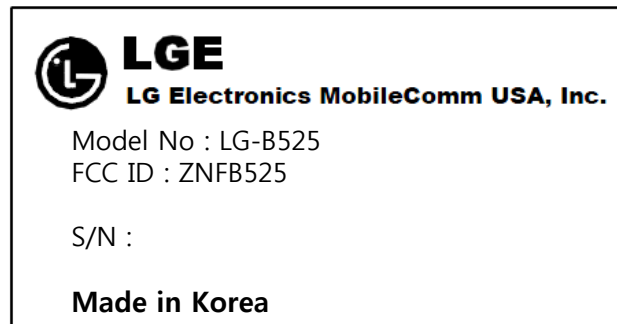 LGE
LG Electronics MobileComm USA, Inc.
Model No : LG-B525
FCC ID : ZNFB525
S/N :
Made in Korea